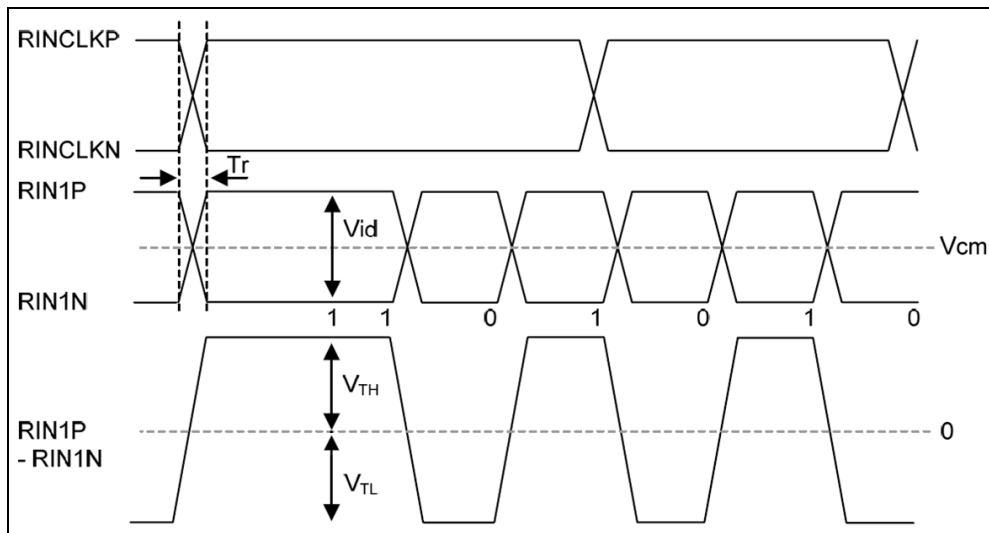 RINCLKP
RINCLKN
Tr
RIN1P
Vid
Vcm
RIN1N
1 1 0 1 0 1 0
VTH
RIN1P
- RIN1N
0
VTL